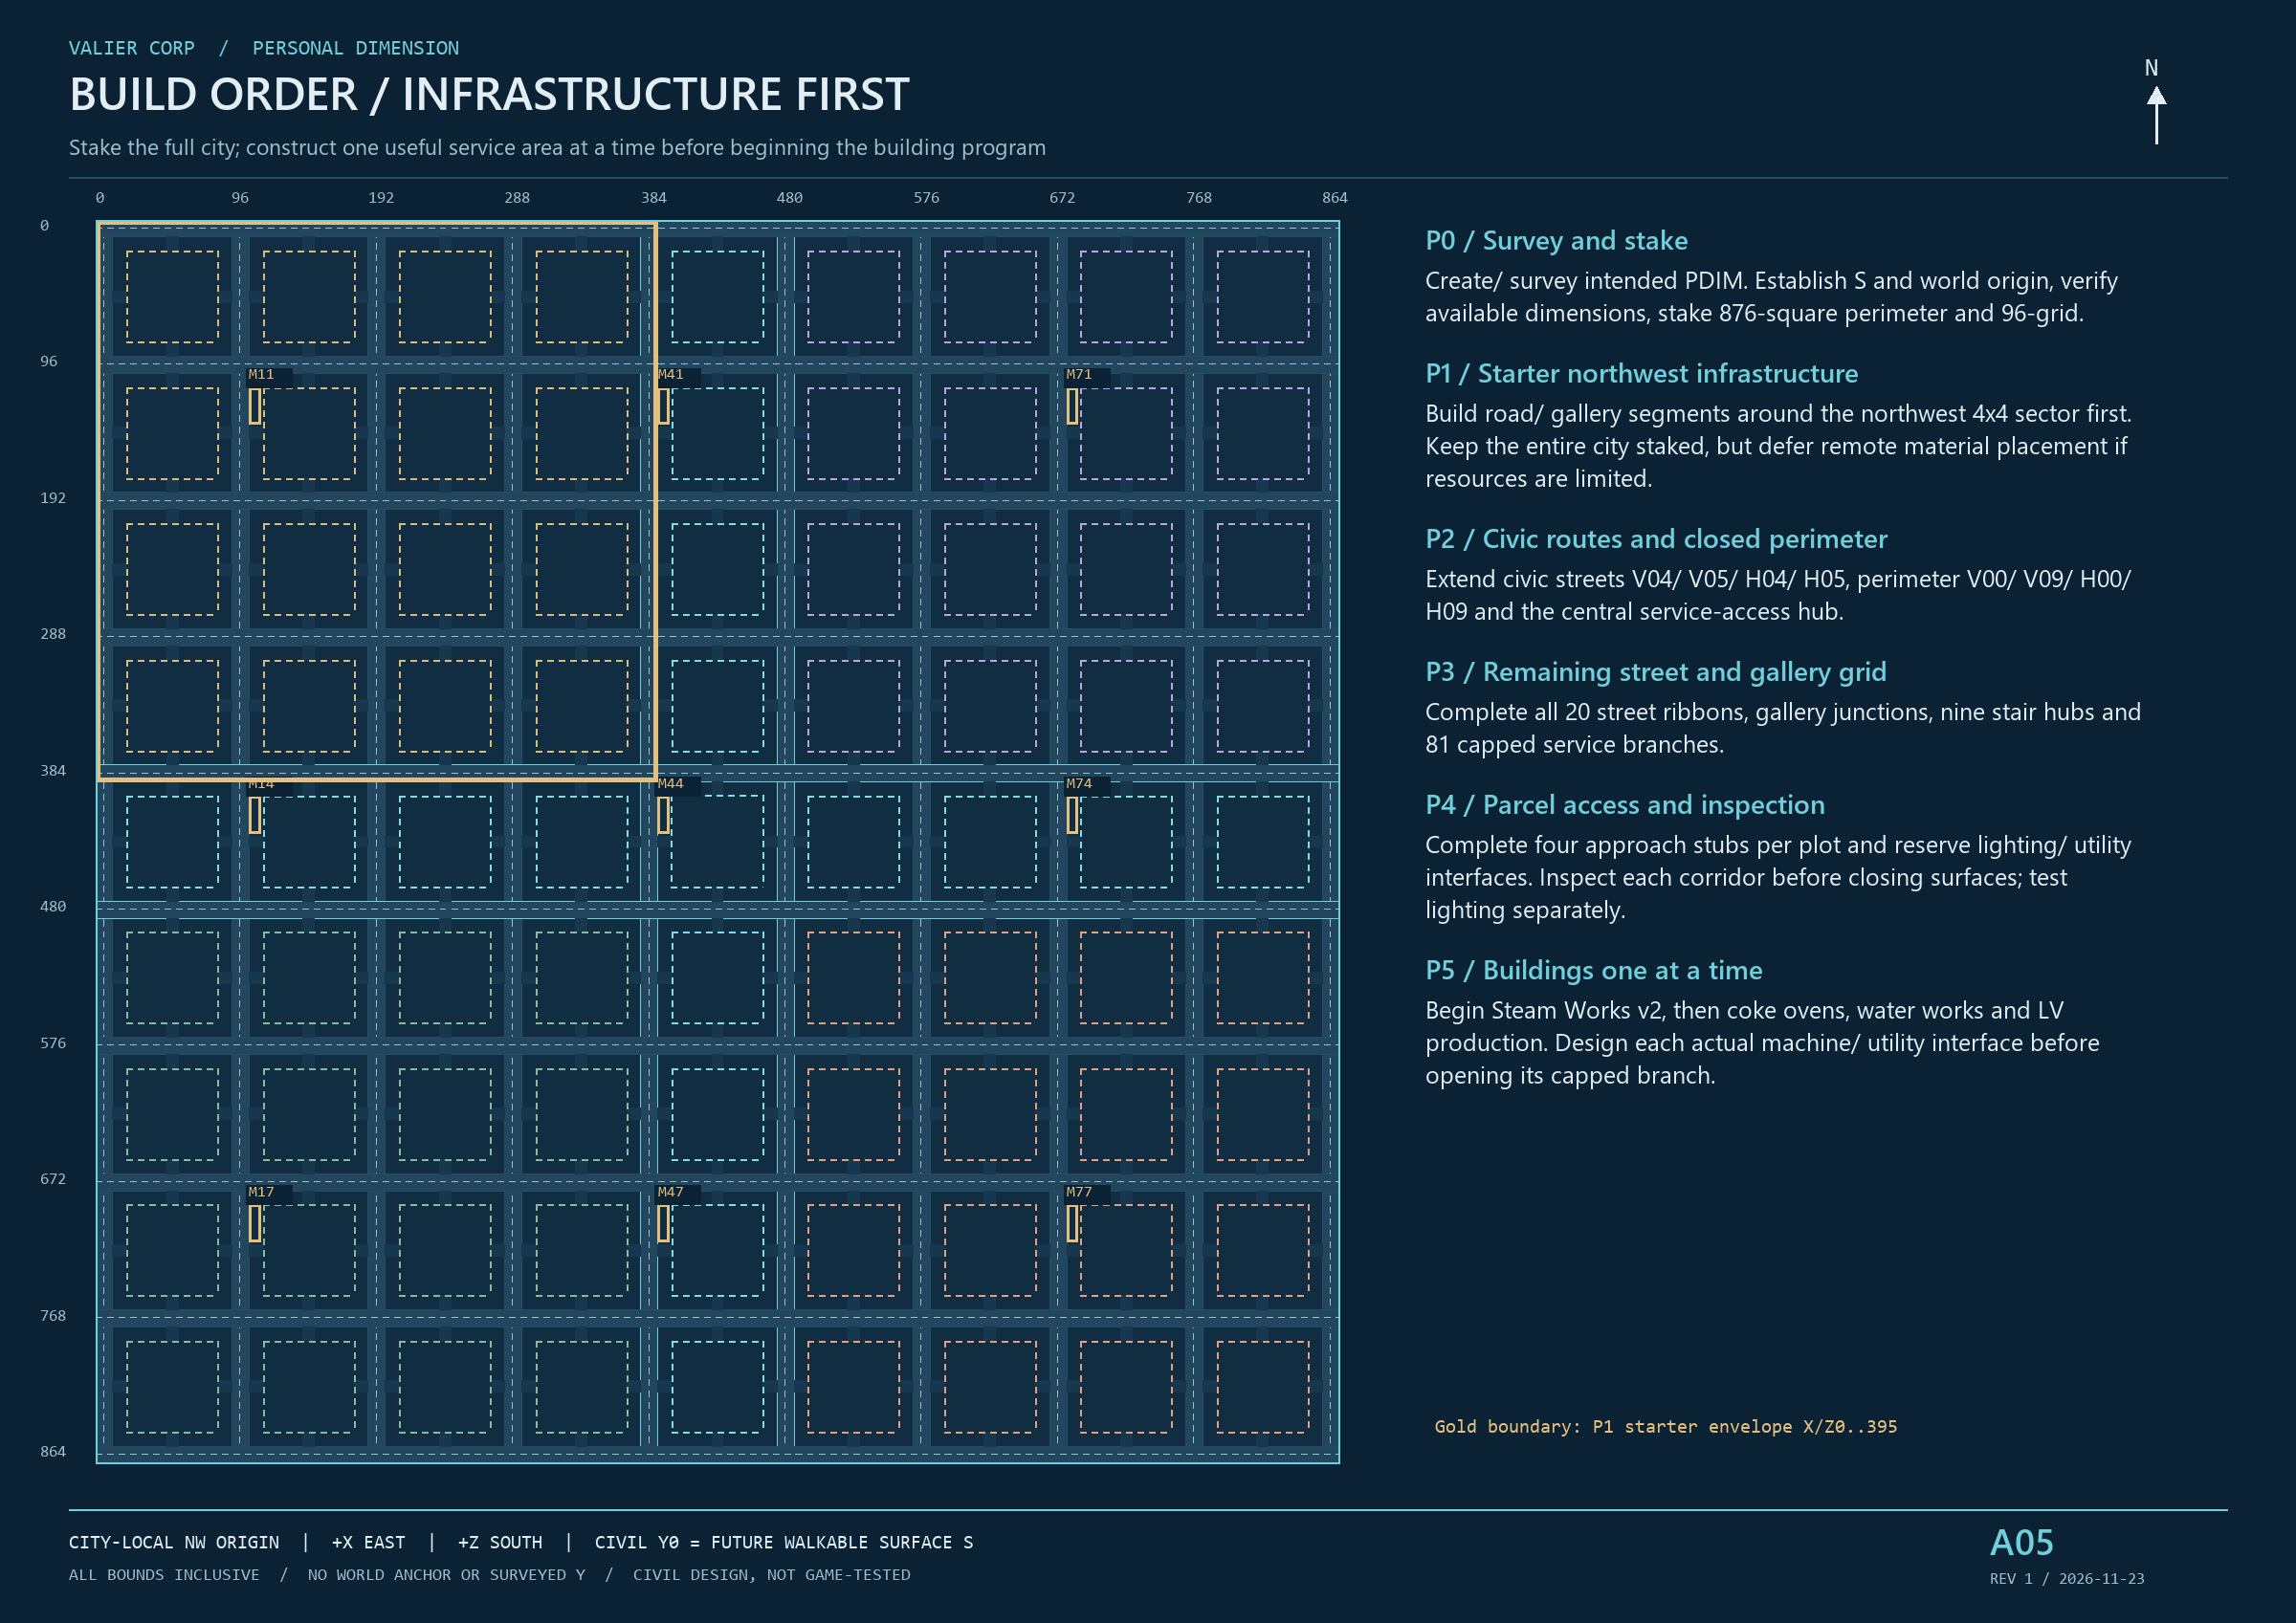 VALIER CORP / PERSONAL DIMENSION
BUILD ORDER / INFRASTRUCTURE FIRST
Stake the full city; construct one useful service area at a time before beginning the building program
N
0 96 192 288 384 480 576 672 768 864
0
96
192
288
384
480
576
672
768
864
M11 M41 M71
M14 M44 M74
M17 M47 M77
P0 / Survey and stake
Create/ survey intended PDIM. Establish S and world origin, verify
available dimensions, stake 876-square perimeter and 96-grid.
P1 / Starter northwest infrastructure
Build road/ gallery segments around the northwest 4x4 sector first.
Keep the entire city staked, but defer remote material placement if
resources are limited.
P2 / Civic routes and closed perimeter
Extend civic streets V04/ V05/ H04/ H05, perimeter V00/ V09/ H00/
H09 and the central service-access hub.
P3 / Remaining street and gallery grid
Complete all 20 street ribbons, gallery junctions, nine stair hubs and
81 capped service branches.
P4 / Parcel access and inspection
Complete four approach stubs per plot and reserve lighting/ utility
interfaces. Inspect each corridor before closing surfaces; test
lighting separately.
P5 / Buildings one at a time
Begin Steam Works v2, then coke ovens, water works and LV
production. Design each actual machine/ utility interface before
opening its capped branch.
Gold boundary: P1 starter envelope X/Z0..395
CITY-LOCAL NW ORIGIN | +X EAST | +Z SOUTH | CIVIL Y0 = FUTURE WALKABLE SURFACE S
ALL BOUNDS INCLUSIVE / NO WORLD ANCHOR OR SURVEYED Y / CIVIL DESIGN, NOT GAME-TESTED
A05
REV 1 / 2026-11-23